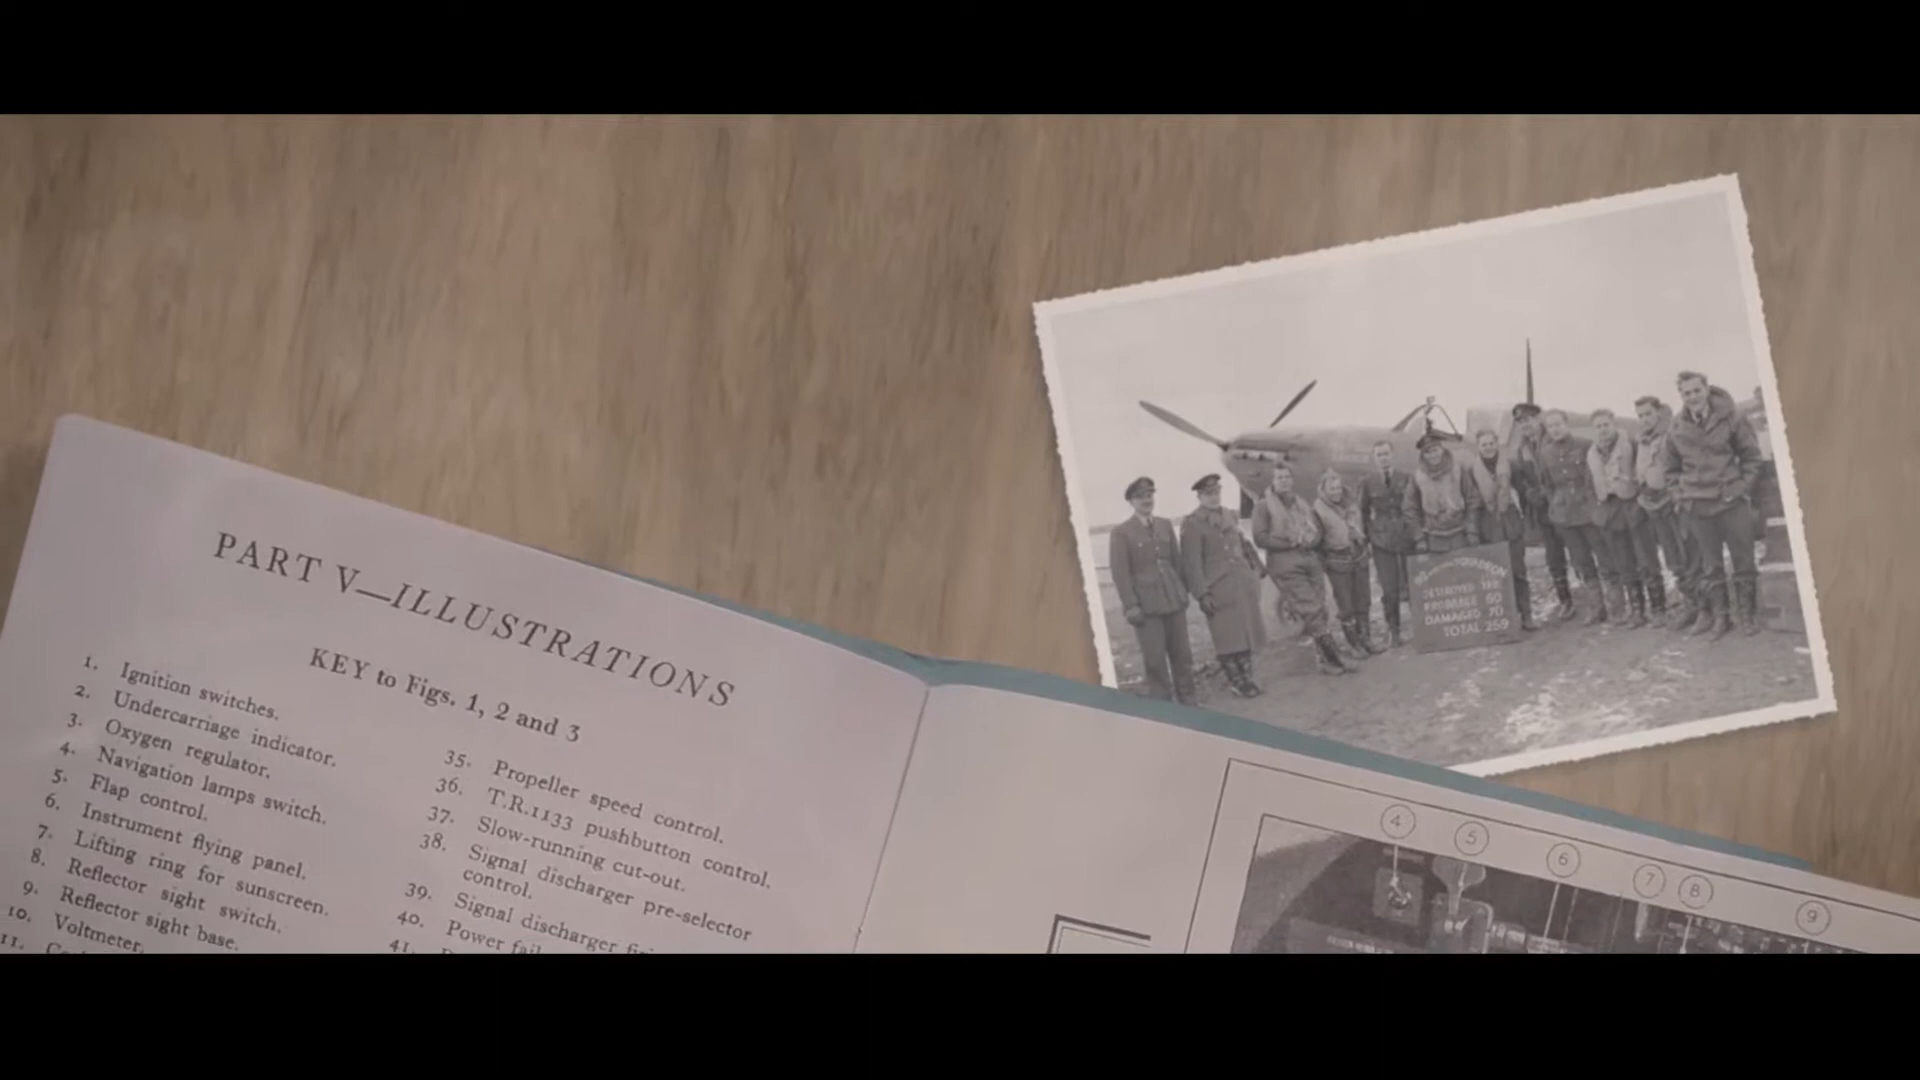 PART V—ILLUSTRATIONS
KEY to Figs. 1, 2 and 3
1. Ignition switches.
2. Undercarriage indicator.
3. Oxygen regulator.
4. Navigation lamps switch.
5. Flap control.
6. Instrument flying panel.
7. Lifting ring for sunscreen.
8. Reflector sight switch.
9. Reflector sight base.
10. Voltmeter.
11.
35. Propeller speed control.
36. T.R.1133 pushbutton control.
37. Slow-running cut-out.
38. Signal discharger pre-selector
control.
39. Signal discharger
40. Power
41.
SQUADRON
DESTROYED
PROBABLE 60
DAMAGED 70
TOTAL 259
4 5 6 7 8 9